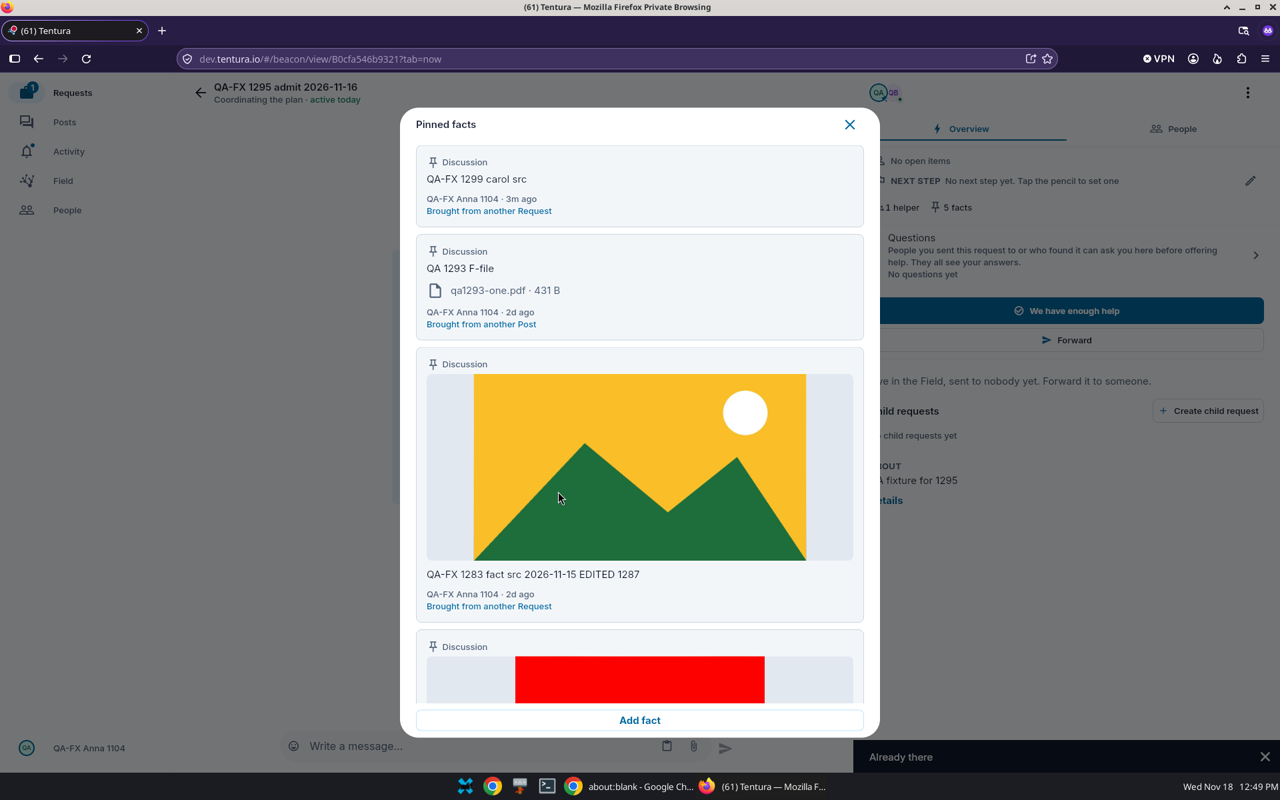 (61) Tentura — Mozilla Firefox Private Browsing
(61) Tentura
dev.tentura.io/#/beacon/view/B0cfa546b9321?tab=now
VPN
1
Requests
Posts
Activity
Field
People
QA-FX 1295 admit 2026-11-16
Coordinating the plan · active today
QA
QB
Overview
People
No open items
NEXT STEP No next step yet. Tap the pencil to set one
1 helper
5 facts
Questions
People you sent this request to or who found it can ask you here before offering
help. They all see your answers.
No questions yet
We have enough help
Forward
ve in the Field, sent to nobody yet. Forward it to someone.
hild requests
Create child request
child requests yet
BOUT
A fixture for 1295
etails
Pinned facts
Discussion
QA-FX 1299 carol src
QA-FX Anna 1104 · 3m ago
Brought from another Request
Discussion
QA 1293 F-file
qa1293-one.pdf · 431 B
QA-FX Anna 1104 · 2d ago
Brought from another Post
Discussion
QA-FX 1283 fact src 2026-11-15 EDITED 1287
QA-FX Anna 1104 · 2d ago
Brought from another Request
Discussion
Add fact
QA
QA-FX Anna 1104
Write a message...
Already there
about:blank - Google Ch...
(61) Tentura — Mozilla F...
Wed Nov 18 12:49 PM